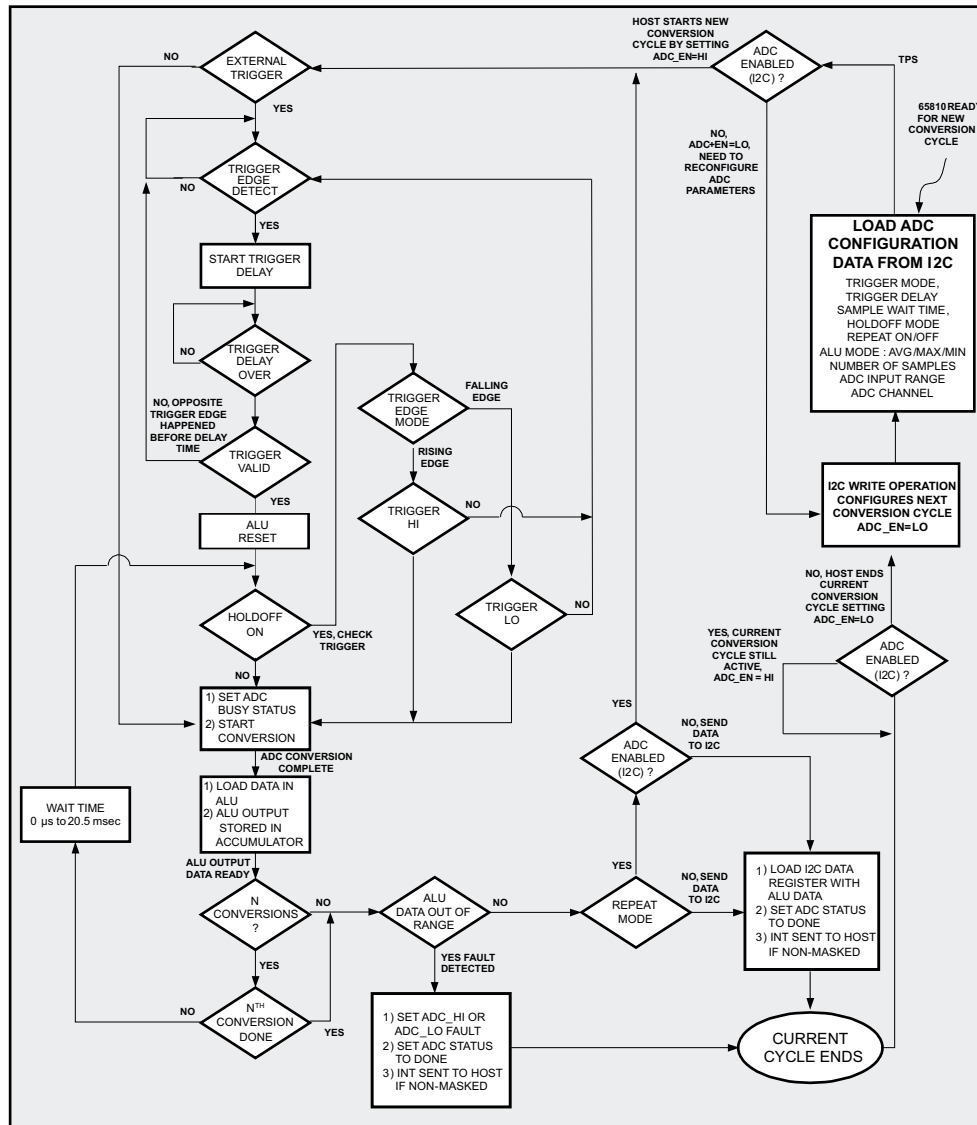 HOST STARTS NEW
CONVERSION
CYCLE BY SETTING
ADC_EN=HI
NO
EXTERNAL
TRIGGER
YES
ADC
ENABLED
(I2C) ?
TPS
65810 READY
FOR NEW
CONVERSION
CYCLE
NO,
ADC+EN=LO,
NEED TO
RECONFIGURE
ADC
PARAMETERS
TRIGGER
EDGE
DETECT
NO
YES
START TRIGGER
DELAY
LOAD ADC
CONFIGURATION
DATA FROM I2C
TRIGGER MODE,
TRIGGER DELAY
SAMPLE WAIT TIME,
HOLDOFF MODE
REPEAT ON/OFF
ALU MODE : AVG/MAX/MIN
NUMBER OF SAMPLES
ADC INPUT RANGE
ADC CHANNEL
TRIGGER
DELAY
OVER
NO
NO, OPPOSITE
TRIGGER EDGE
HAPPENED
BEFORE DELAY
TIME
TRIGGER
VALID
YES
ALU
RESET
TRIGGER
EDGE
MODE
FALLING
EDGE
RISING
EDGE
TRIGGER
HI
NO
I2C WRITE OPERATION
CONFIGURES NEXT
CONVERSION CYCLE
ADC_EN=LO
HOLDOFF
ON
YES, CHECK
TRIGGER
NO
TRIGGER
LO
NO
NO, HOST ENDS
CURRENT
CONVERSION
CYCLE SETTING
ADC_EN=LO
YES, CURRENT
CONVERSION
CYCLE STILL
ACTIVE,
ADC_EN = HI
ADC
ENABLED
(I2C) ?
1) SET ADC
BUSY STATUS
2) START
CONVERSION
ADC CONVERSION
COMPLETE
YES
NO, SEND
DATA
TO I2C
ADC
ENABLED
(I2C) ?
WAIT TIME
0 µs to 20.5 msec
1) LOAD DATA IN
ALU
2) ALU OUTPUT
STORED IN
ACCUMULATOR
ALU OUTPUT
DATA READY
N
CONVERSIONS
?
NO
YES
ALU
DATA OUT OF
RANGE
NO
YES FAULT
DETECTED
YES
REPEAT
MODE
NO, SEND
DATA
TO I2C
1) LOAD I2C DATA
REGISTER WITH
ALU DATA
2) SET ADC STATUS
TO DONE
3) INT SENT TO HOST
IF NON-MASKED
NO
NTH
CONVERSION
DONE
YES
1) SET ADC_HI OR
ADC_LO FAULT
2) SET ADC STATUS
TO DONE
3) INT SENT TO HOST
IF NON-MASKED
CURRENT
CYCLE ENDS